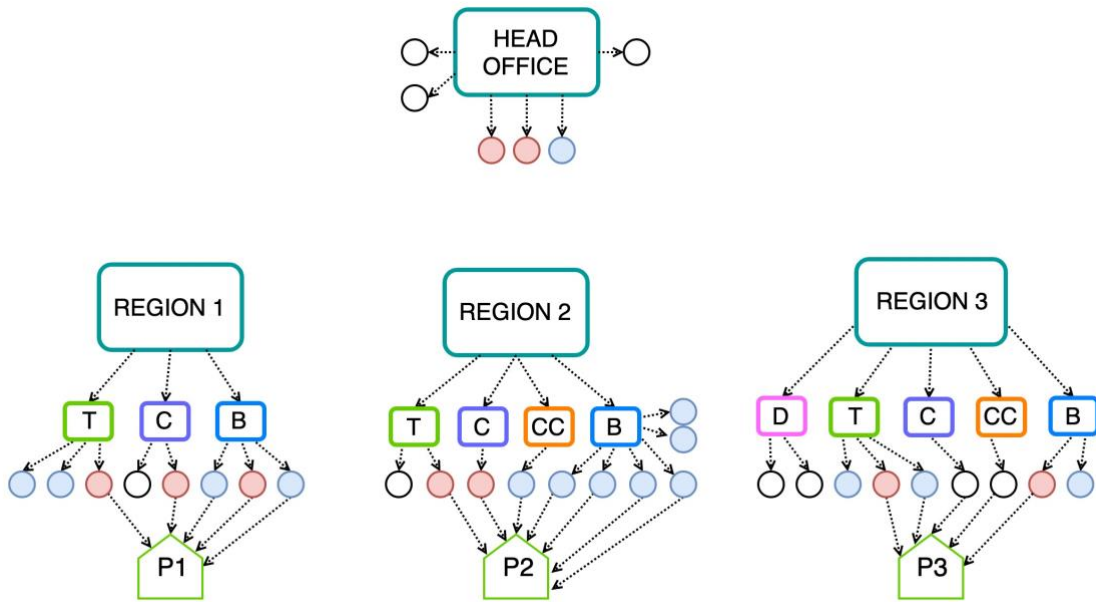 HEAD
OFFICE
REGION 1
REGION 2
REGION 3
T
C
B
T
C
CC
B
D
T
C
CC
B
P1
P2
P3